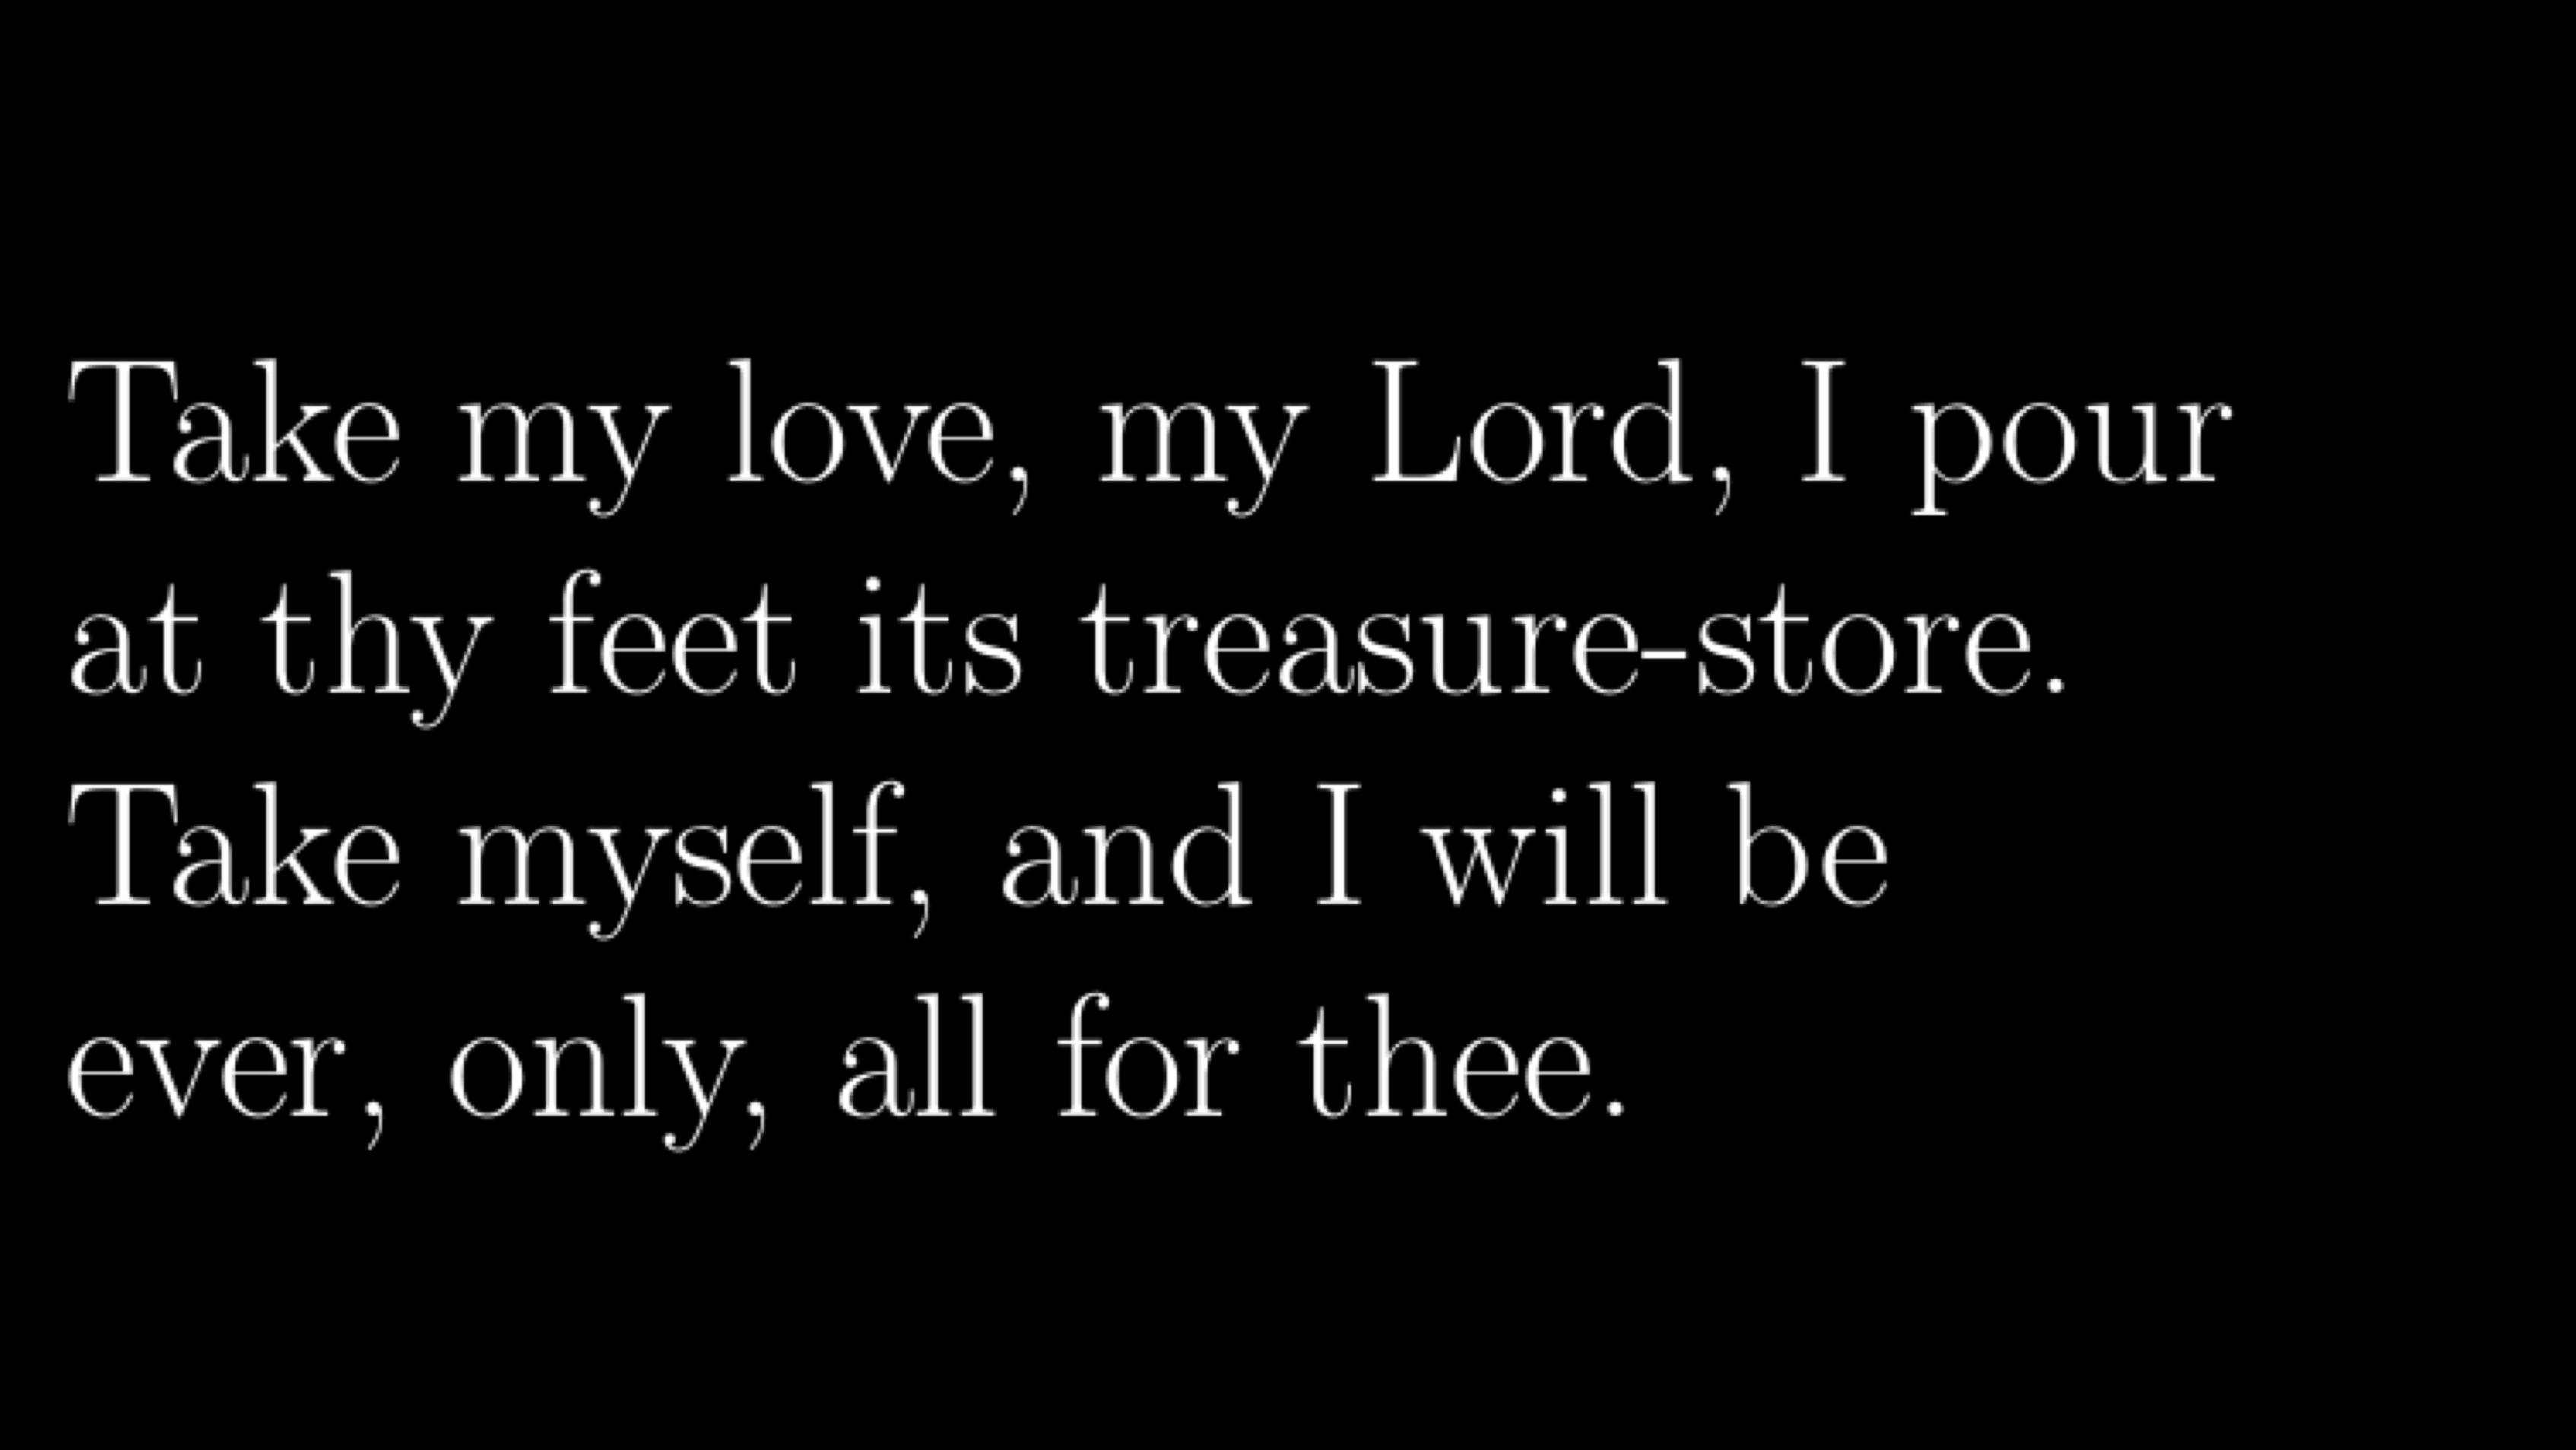 Take my love, my Lord, I pour
at thy feet its treasure-store.
Take myself, and I will be
ever, only, all for thee.